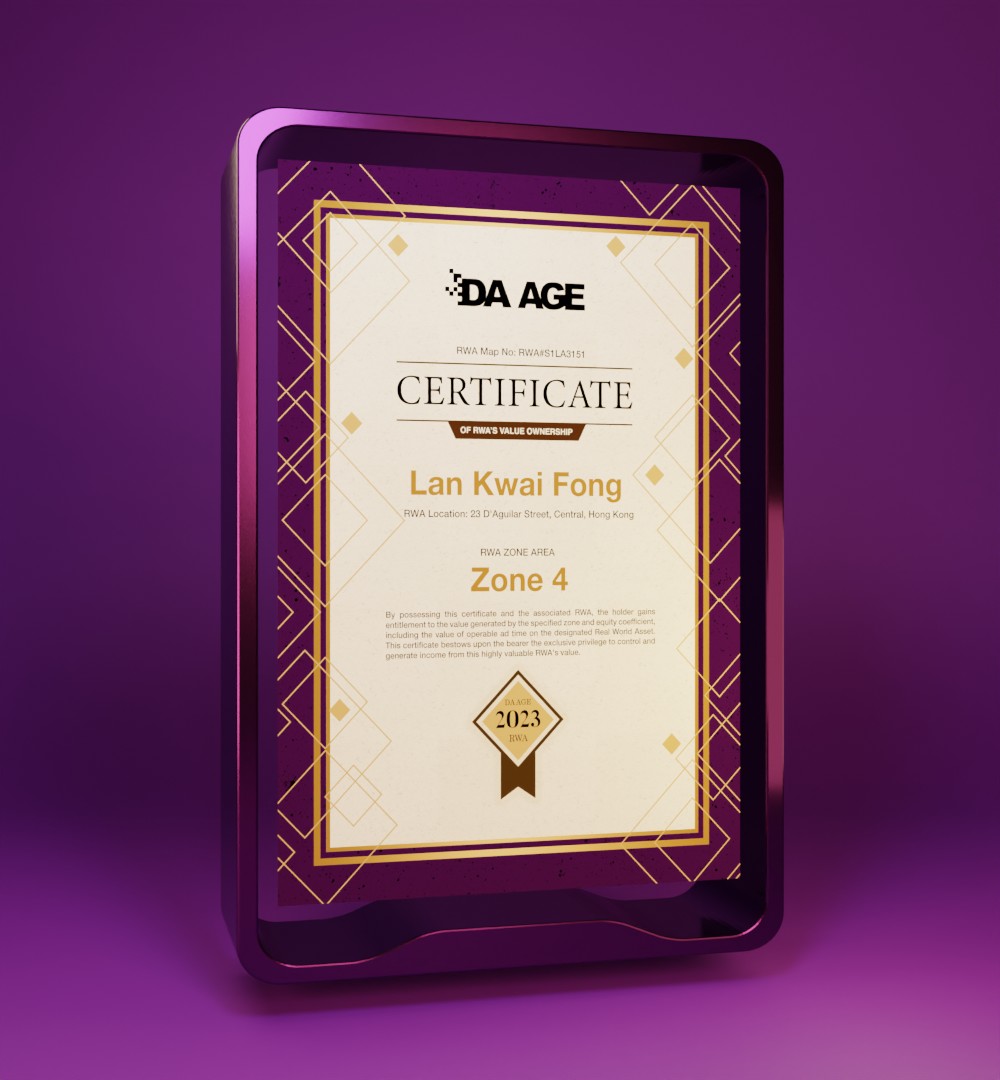 DA AGE
RWA Map No: RWA#S1LA3151
CERTIFICATE
OF RWA'S VALUE OWNERSHIP
Lan Kwai Fong
RWA Location: 23 D'Aguilar Street, Central, Hong Kong
RWA ZONE AREA
Zone 4
By possessing this certificate and the associated RWA, the holder gains
entitlement to the value generated by the specified zone and equity coefficient,
including the value of operable ad time on the designated Real World Asset.
This certificate bestows upon the bearer the exclusive privilege to control and
generate income from this highly valuable RWA's value.
DA AGE
2023
RWA